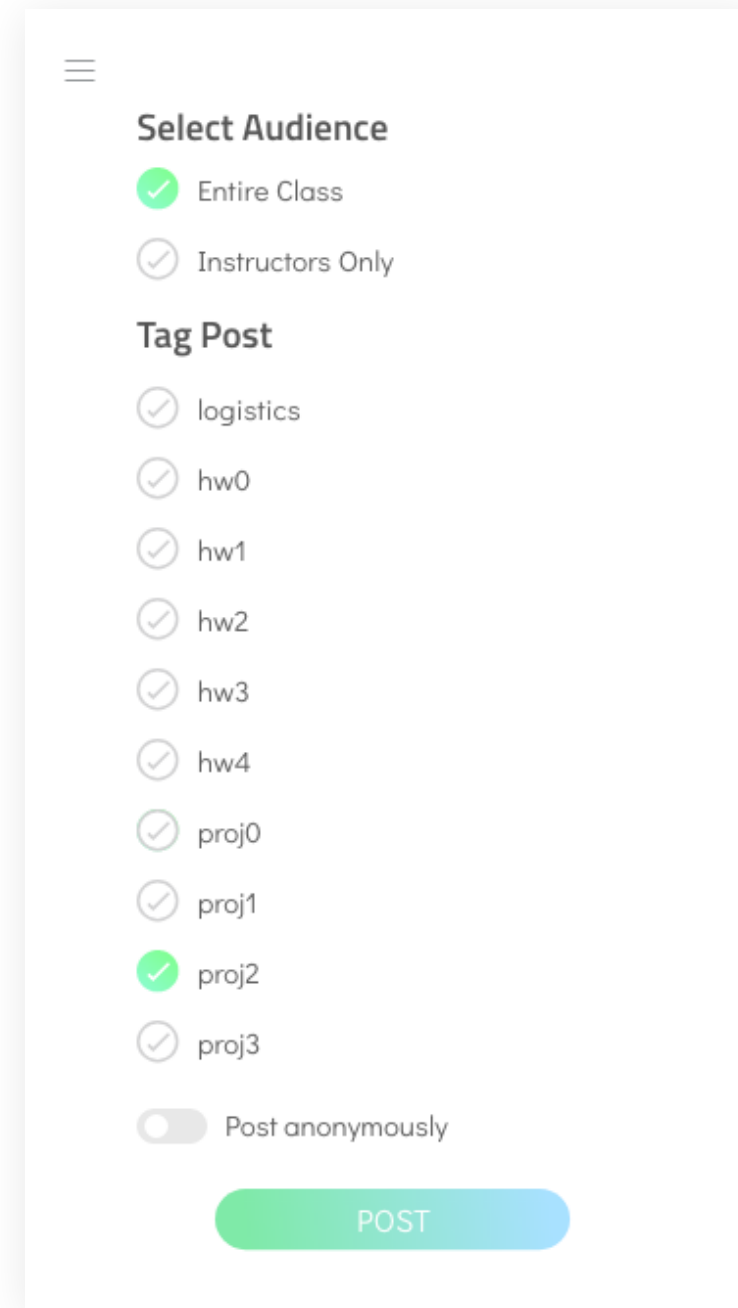 Select Audience
Entire Class
Instructors Only
Tag Post
logistics
hw0
hw1
hw2
hw3
hw4
proj0
proj1
proj2
proj3
Post anonymously
POST